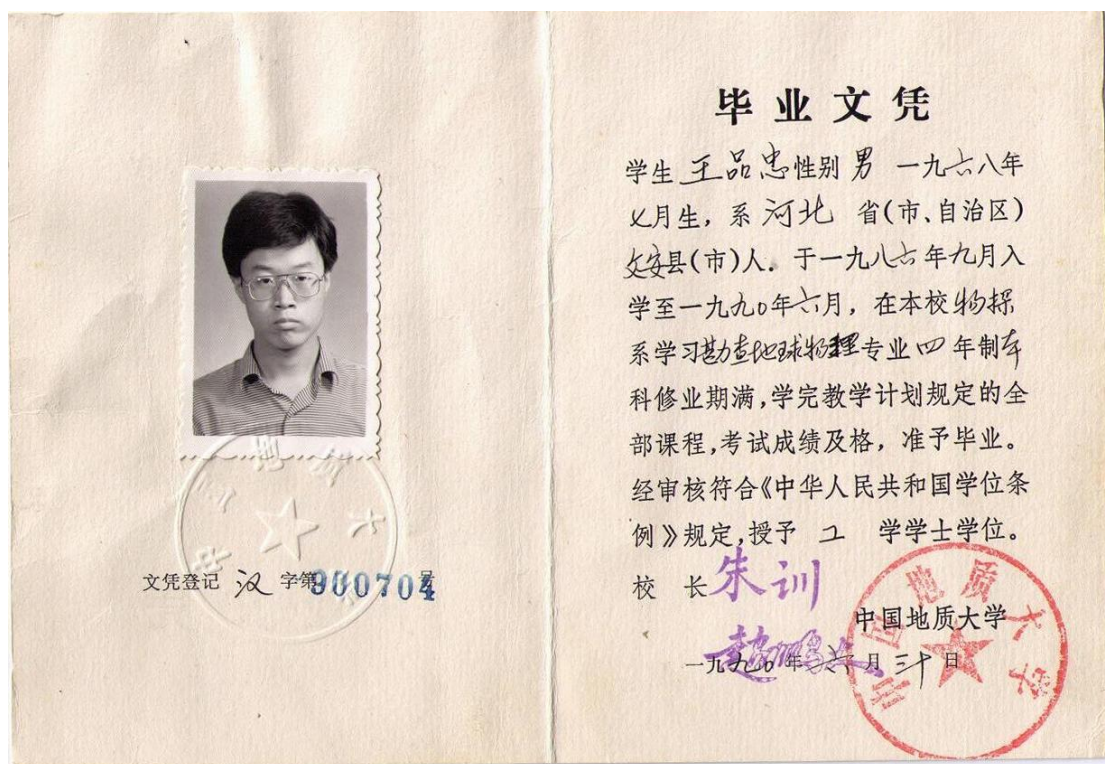 文凭登记 汉 字第900704号
毕业文凭
学生 王品忠 性别 男 一九六八年
七月生，系 河北 省(市、自治区)
文安县(市)人．于一九八六年九月入
学至一九九〇年六月，在本校物探
系学习勘查地球物理专业四年制本
科修业期满，学完教学计划规定的全
部课程，考试成绩及格，准予毕业。
经审核符合《中华人民共和国学位条
例》规定，授予 工 学学士学位。
校 长 朱训
中国地质大学
一九九〇年六月三十日
中国地质大学